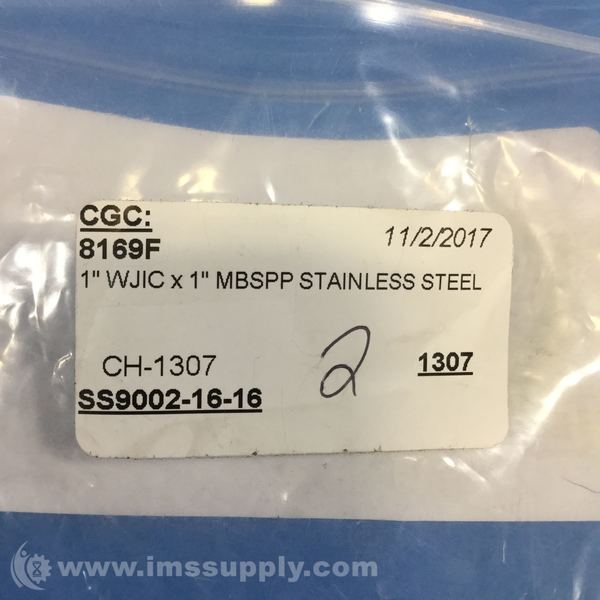 CGC:
8169F 11/2/2017
1" WJIC x 1" MBSPP STAINLESS STEEL
CH-1307 2 1307
SS9002-16-16
www.imssupply.com